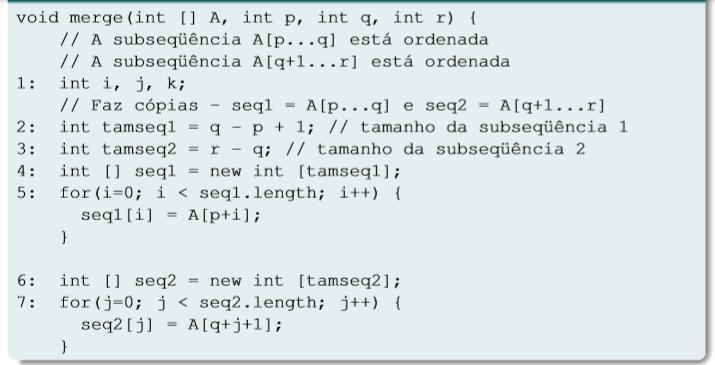 void merge(int [] A, int p, int q, int r) {
// A subseqüência A[p...q] está ordenada
// A subseqüência A[q+1...r] está ordenada
1: int i, j, k;
// Faz cópias - seq1 = A[p...q] e seq2 = A[q+1...r]
2: int tamseq1 = q - p + 1; // tamanho da subseqüência 1
3: int tamseq2 = r - q; // tamanho da subseqüência 2
4: int [] seq1 = new int [tamseq1];
5: for(i=0; i < seq1.length; i++) {
seq1[i] = A[p+i];
}
6: int [] seq2 = new int [tamseq2];
7: for(j=0; j < seq2.length; j++) {
seq2[j] = A[q+j+1];
}